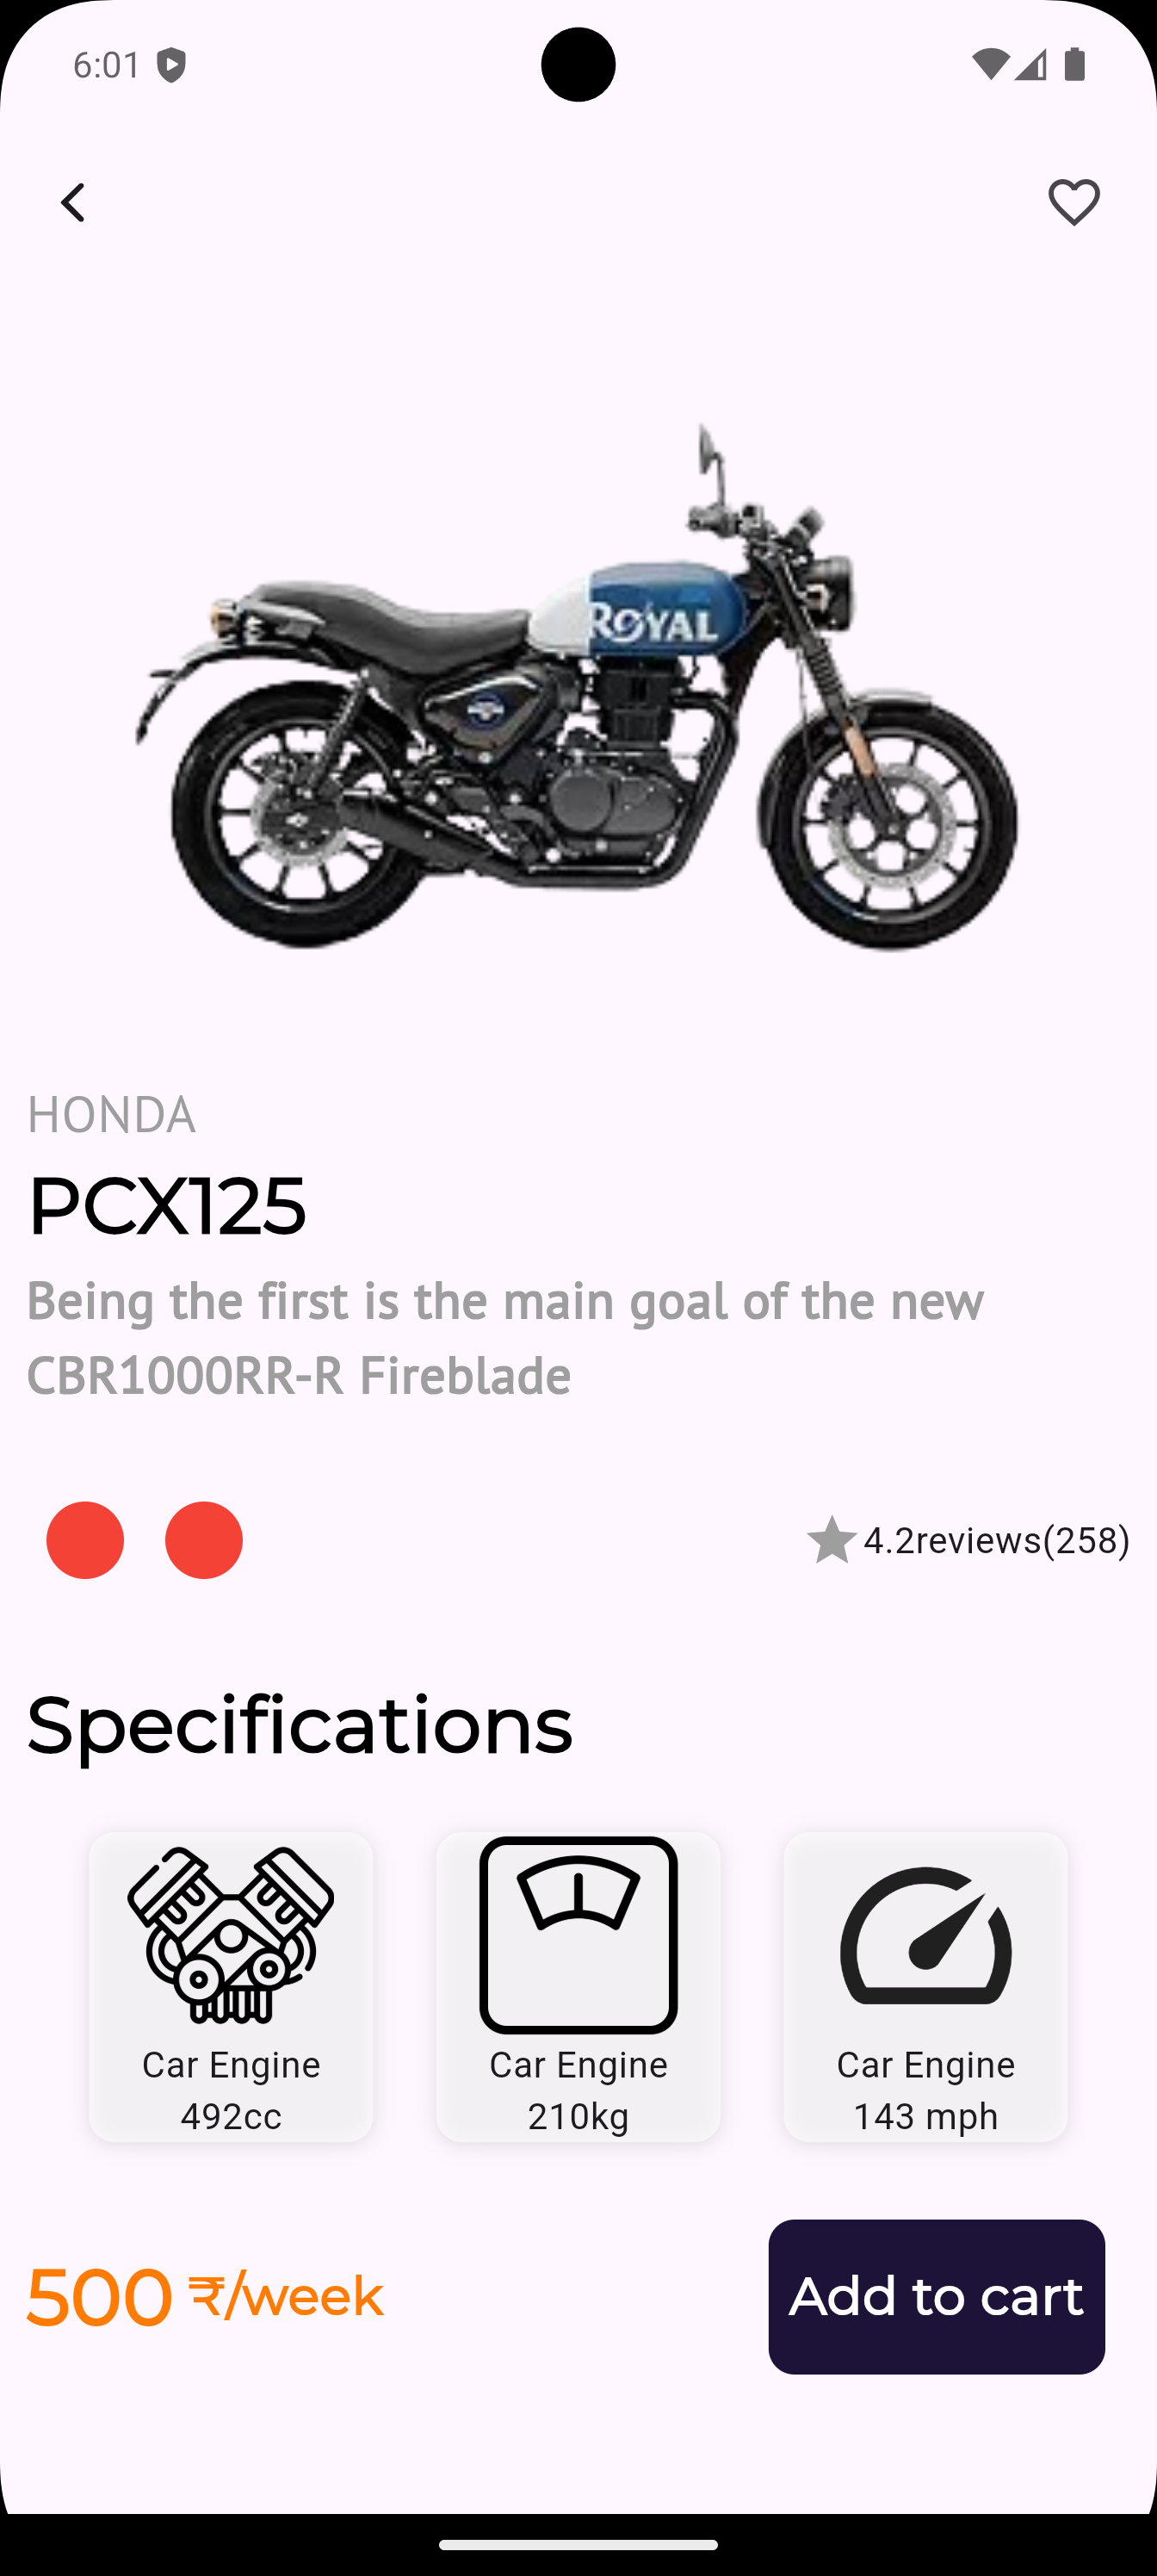 6:01
ROYAL
HONDA
PCX125
Being the first is the main goal of the new
CBR1000RR-R Fireblade
4.2reviews(258)
Specifications
Car Engine
492cc
Car Engine
210kg
Car Engine
143 mph
500 ₹/week
Add to cart